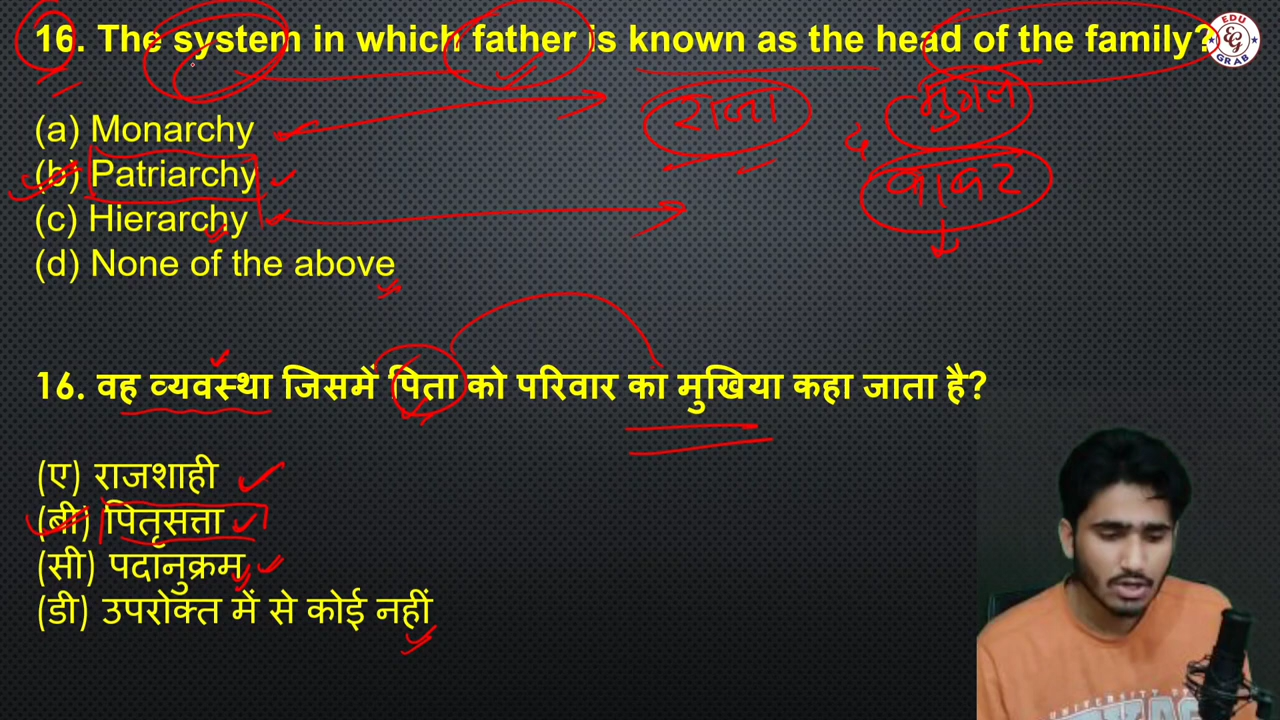 16. The system in which father is known as the head of the family?
EDU
EG
GRAB
मुगल
राजा
(a) Monarchy
(b) Patriarchy
बाबर
(c) Hierarchy
(d) None of the above
16. वह व्यवस्था जिसमें पिता को परिवार का मुखिया कहा जाता है?
(ए) राजशाही
(बी) पितृसत्ता
(सी) पदानुक्रम
(डी) उपरोक्त में से कोई नहीं